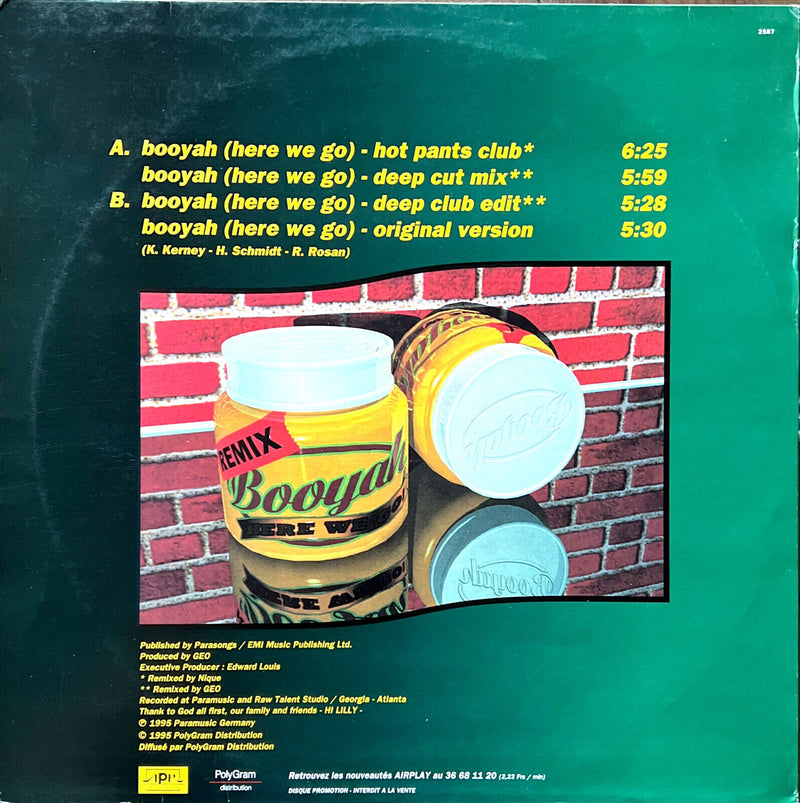 2587
A. booyah (here we go) - hot pants club* 6:25
booyah (here we go) - deep cut mix** 5:59
B. booyah (here we go) - deep club edit** 5:28
booyah (here we go) - original version 5:30
(K. Kerney - H. Schmidt - R. Rosan)
REMIX
Booyah
HERE WE GO
Booyah
Published by Parasongs / EMI Music Publishing Ltd.
Produced by GEO
Executive Producer : Edward Louis
* Remixed by Nique
** Remixed by GEO
Recorded at Paramusic and Raw Talent Studio / Georgia - Atlanta
Thank to God all first, our family and friends - HI LILLY -
℗ 1995 Paramusic Germany
© 1995 PolyGram Distribution
Diffusé par PolyGram Distribution
PolyGram
distribution
Retrouvez les nouveautés AIRPLAY au 36 68 11 20 (2,23 Frs / min)
DISQUE PROMOTION - INTERDIT A LA VENTE